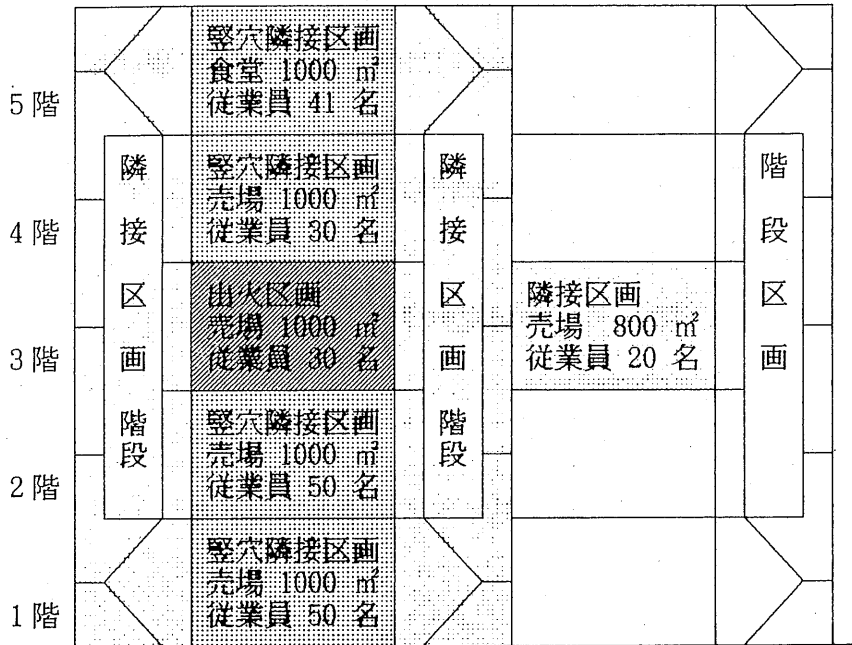 5階
竪穴隣接区画
食堂 1000 ㎡
従業員 41 名
4階
竪穴隣接区画
売場 1000 ㎡
従業員 30 名
3階
出火区画
売場 1000 ㎡
従業員 30 名
隣接区画
売場 800 ㎡
従業員 20 名
2階
竪穴隣接区画
売場 1000 ㎡
従業員 50 名
1階
竪穴隣接区画
売場 1000 ㎡
従業員 50 名
隣接区画階段
隣接区画階段
階段区画